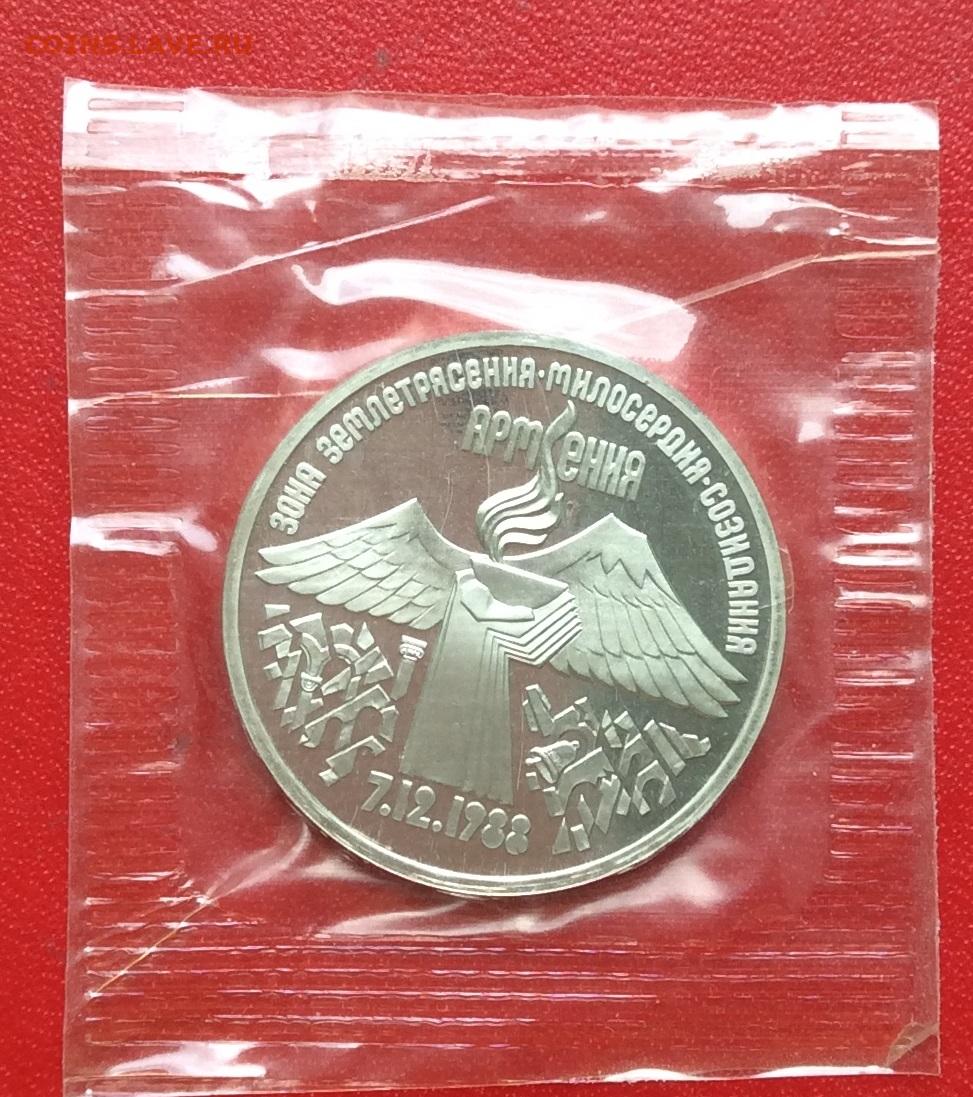 COINS.LAVE.RU
ЗОНА ЗЕМЛЕТРЯСЕНИЯ·МИЛОСЕРДИЯ·СОЗИДАНИЯ
АРМЕНИЯ
7.12.1988